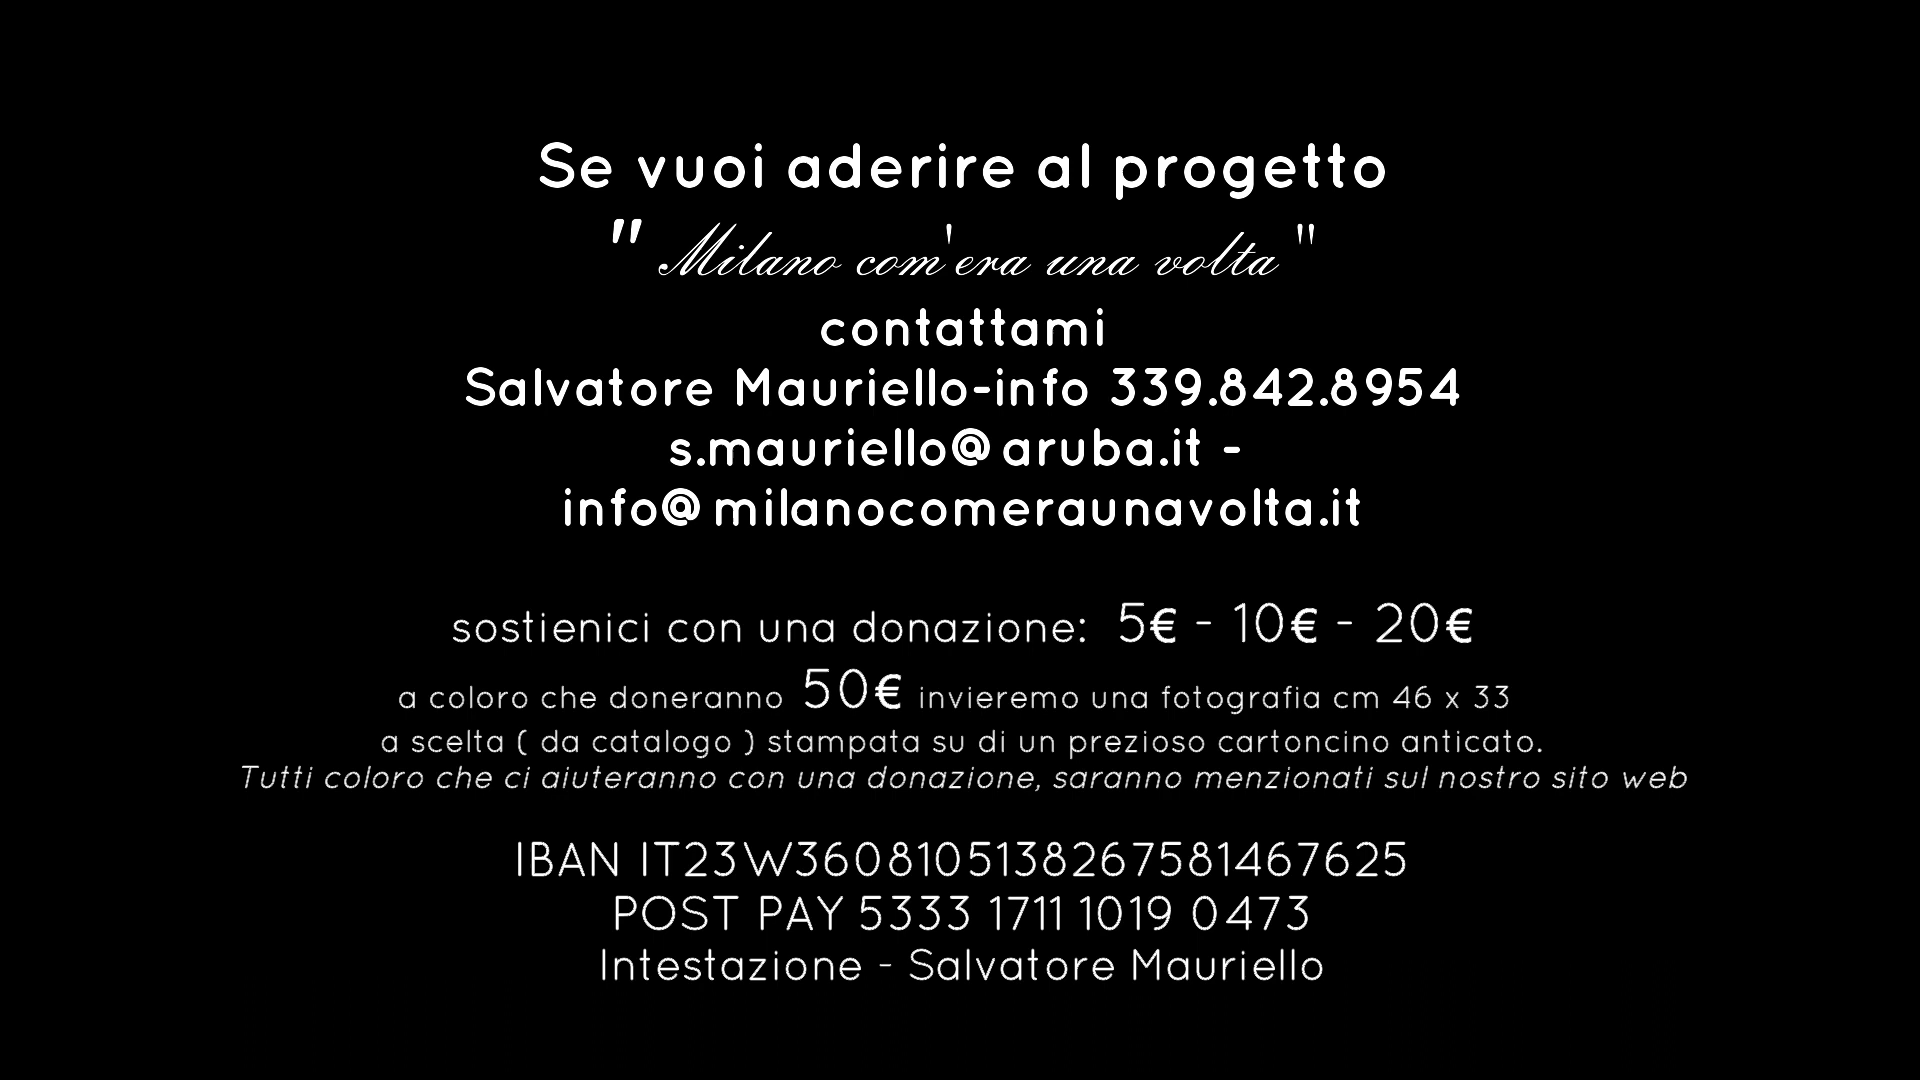 Se vuoi aderire al progetto
" Milano com'era una volta"
contattami
Salvatore Mauriello-info 339.842.8954
s.mauriello@aruba.it -
info@milanocomeraunavolta.it
sostienici con una donazione: 5€ - 10€ - 20€
a coloro che doneranno 50€ invieremo una fotografia cm 46 x 33
a scelta ( da catalogo ) stampata su di un prezioso cartoncino anticato.
Tutti coloro che ci aiuteranno con una donazione, saranno menzionati sul nostro sito web
IBAN IT23W3608105138267581467625
POST PAY 5333 1711 1019 0473
Intestazione - Salvatore Mauriello